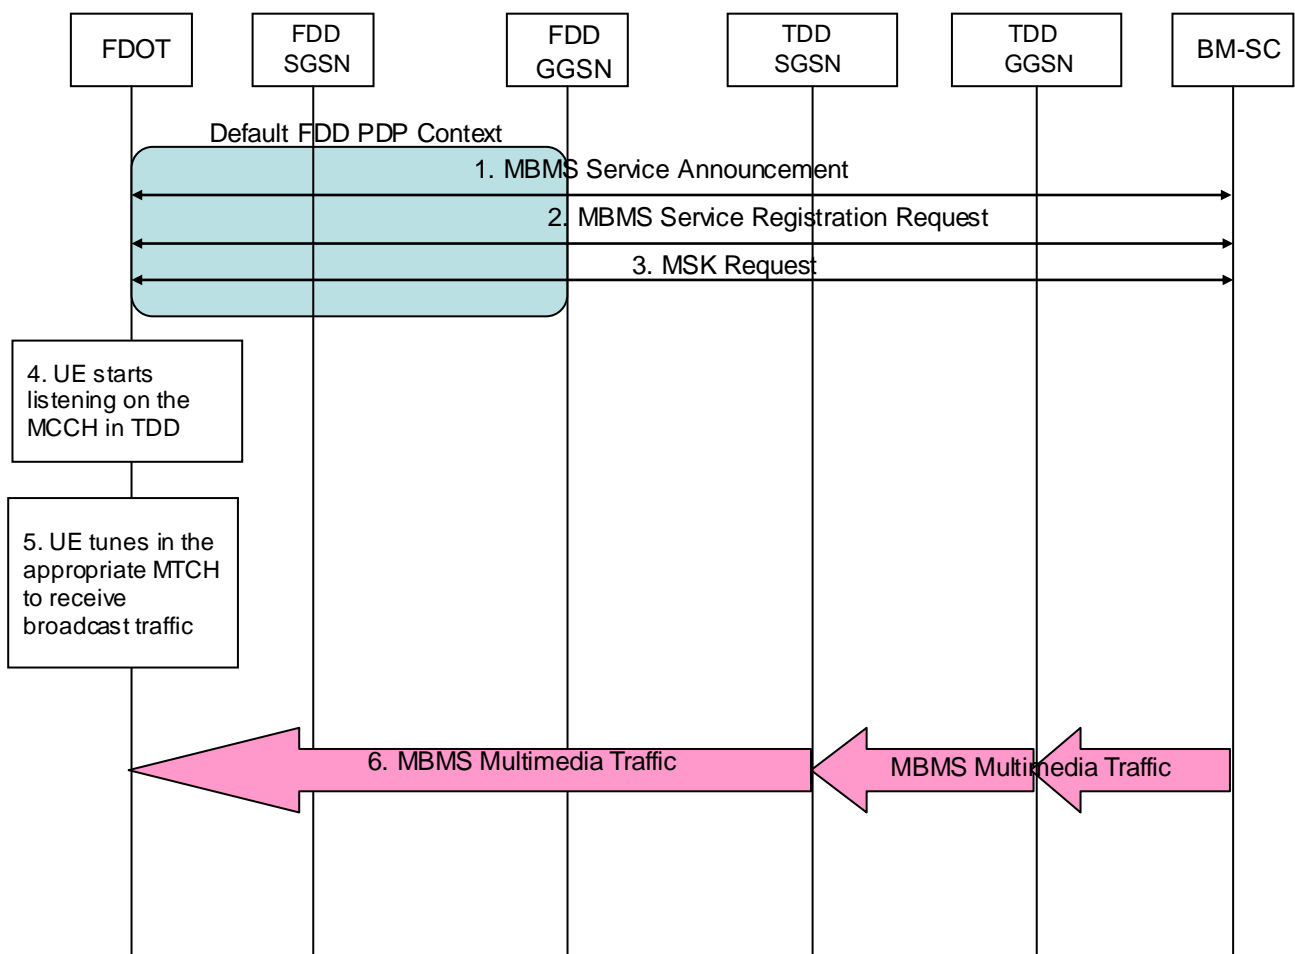 FDOT
FDD
SGSN
FDD
GGSN
TDD
SGSN
TDD
GGSN
BM-SC
Default FDD PDP Context
1. MBMS Service Announcement
2. MBMS Service Registration Request
3. MSK Request
4. UE starts
listening on the
MCCH in TDD
5. UE tunes in the
appropriate MTCH
to receive
broadcast traffic
6. MBMS Multimedia Traffic
MBMS Multimedia Traffic